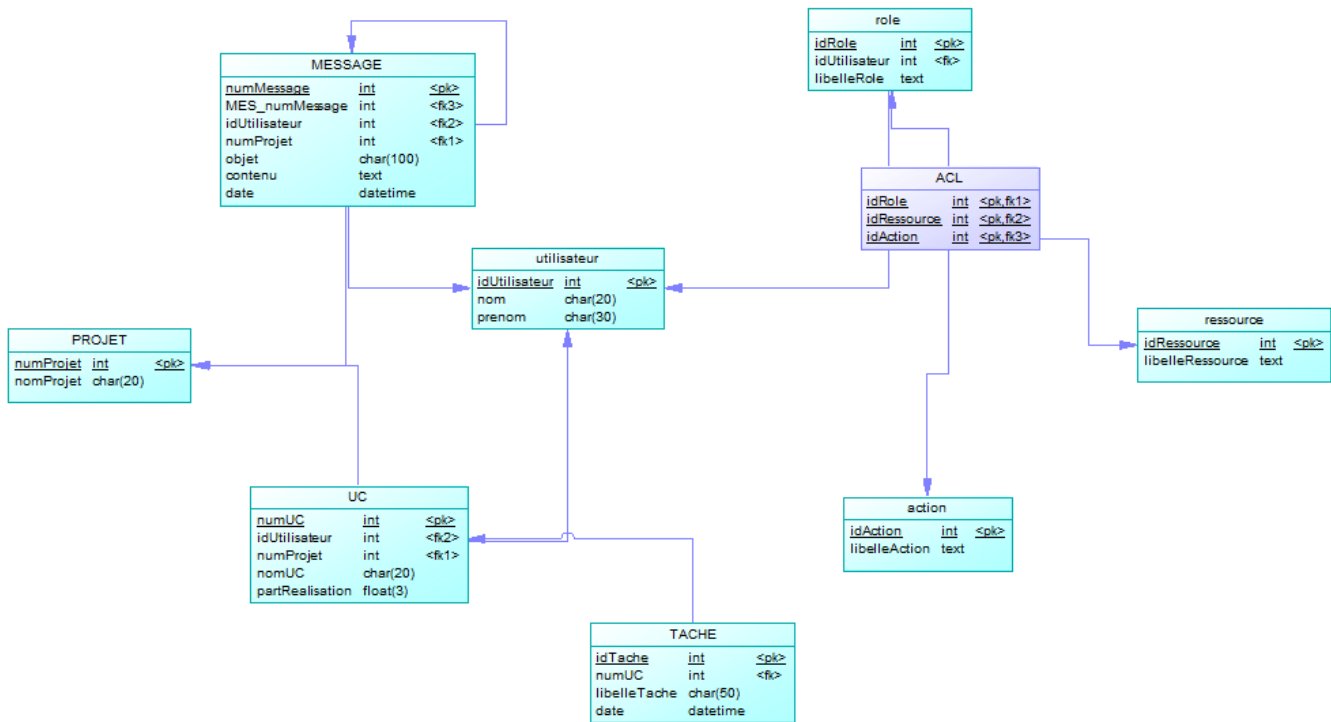 role
idRole int <pk>
idUtilisateur int <fk>
libelleRole text
MESSAGE
numMessage int <pk>
MES_numMessage int <fk3>
idUtilisateur int <fk2>
numProjet int <fk1>
objet char(100)
contenu text
date datetime
ACL
idRole int <pk,fk1>
idRessource int <pk,fk2>
idAction int <pk,fk3>
utilisateur
idUtilisateur int <pk>
nom char(20)
prenom char(30)
ressource
idRessource int <pk>
libelleRessource text
PROJET
numProjet int <pk>
nomProjet char(20)
UC
numUC int <pk>
idUtilisateur int <fk2>
numProjet int <fk1>
nomUC char(20)
partRealisation float(3)
action
idAction int <pk>
libelleAction text
TACHE
idTache int <pk>
numUC int <fk>
libelleTache char(50)
date datetime